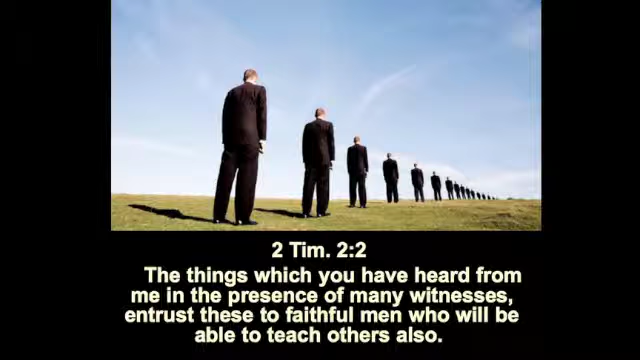 2 Tim. 2:2
The things which you have heard from
me in the presence of many witnesses,
entrust these to faithful men who will be
able to teach others also.